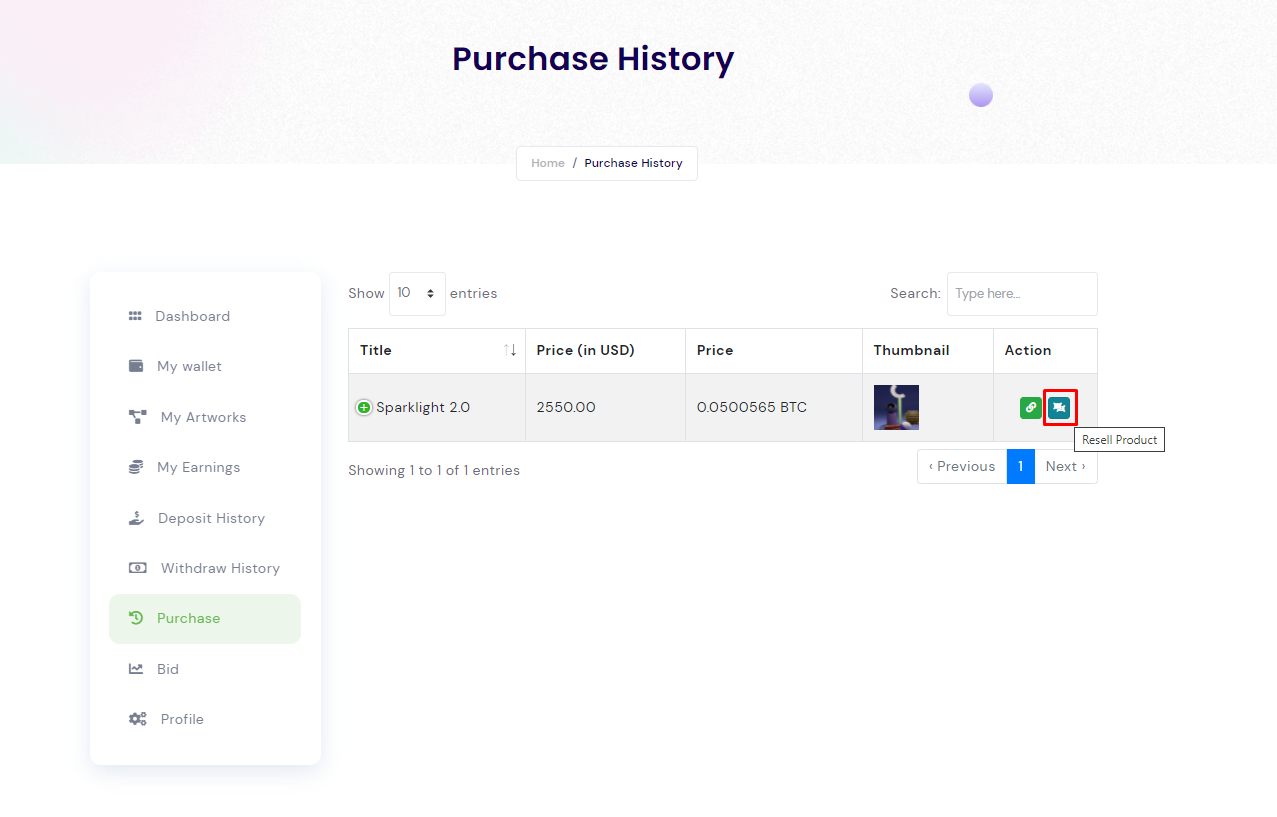 Purchase History
Home / Purchase History
Dashboard
My wallet
My Artworks
My Earnings
Deposit History
Withdraw History
Purchase
Bid
Profile
Show 10 entries
Search: Type here...
Title Price (in USD) Price Thumbnail Action
Sparklight 2.0 2550.00 0.0500565 BTC
Resell Product
Showing 1 to 1 of 1 entries
‹ Previous 1 Next ›